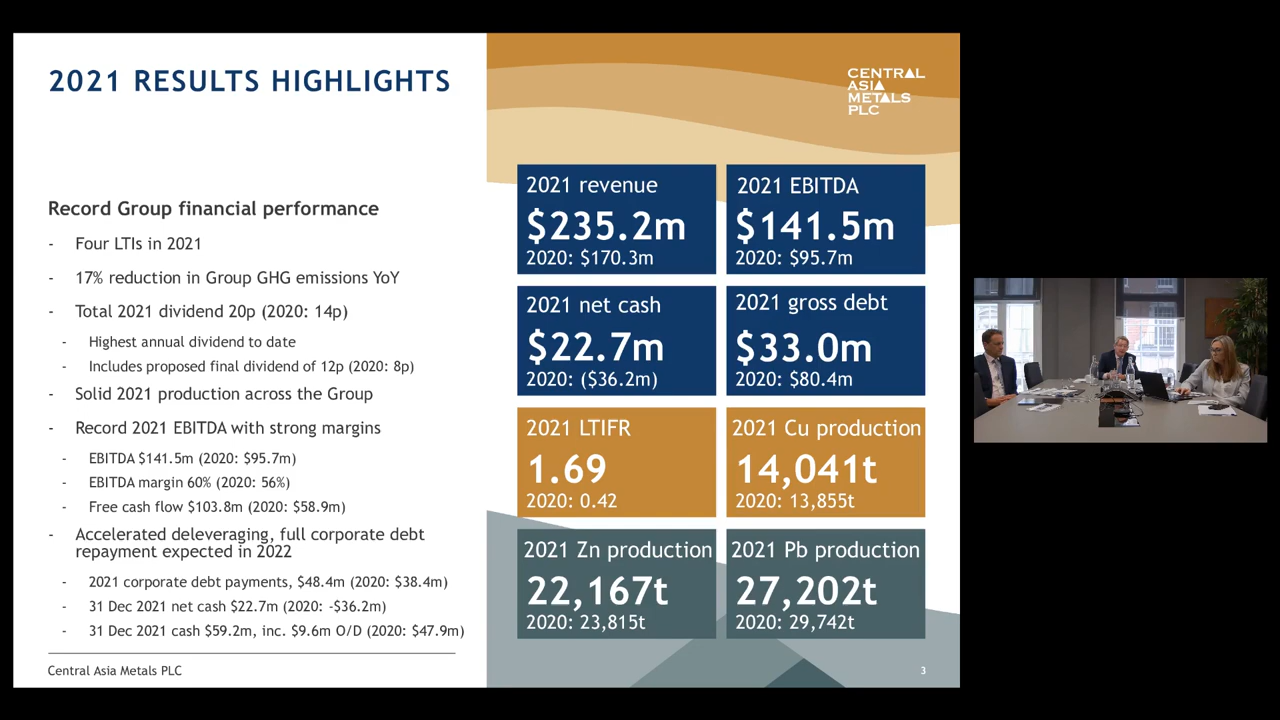 2021 RESULTS HIGHLIGHTS
CENTRAL
ASIA
METALS
PLC
Record Group financial performance
- Four LTIs in 2021
- 17% reduction in Group GHG emissions YoY
- Total 2021 dividend 20p (2020: 14p)
- Highest annual dividend to date
- Includes proposed final dividend of 12p (2020: 8p)
- Solid 2021 production across the Group
- Record 2021 EBITDA with strong margins
- EBITDA $141.5m (2020: $95.7m)
- EBITDA margin 60% (2020: 56%)
- Free cash flow $103.8m (2020: $58.9m)
- Accelerated deleveraging, full corporate debt
repayment expected in 2022
- 2021 corporate debt payments, $48.4m (2020: $38.4m)
- 31 Dec 2021 net cash $22.7m (2020: -$36.2m)
- 31 Dec 2021 cash $59.2m, inc. $9.6m O/D (2020: $47.9m)
2021 revenue
$235.2m
2020: $170.3m
2021 EBITDA
$141.5m
2020: $95.7m
2021 net cash
$22.7m
2020: ($36.2m)
2021 gross debt
$33.0m
2020: $80.4m
2021 LTIFR
1.69
2020: 0.42
2021 Cu production
14,041t
2020: 13,855t
2021 Zn production
22,167t
2020: 23,815t
2021 Pb production
27,202t
2020: 29,742t
Central Asia Metals PLC
3